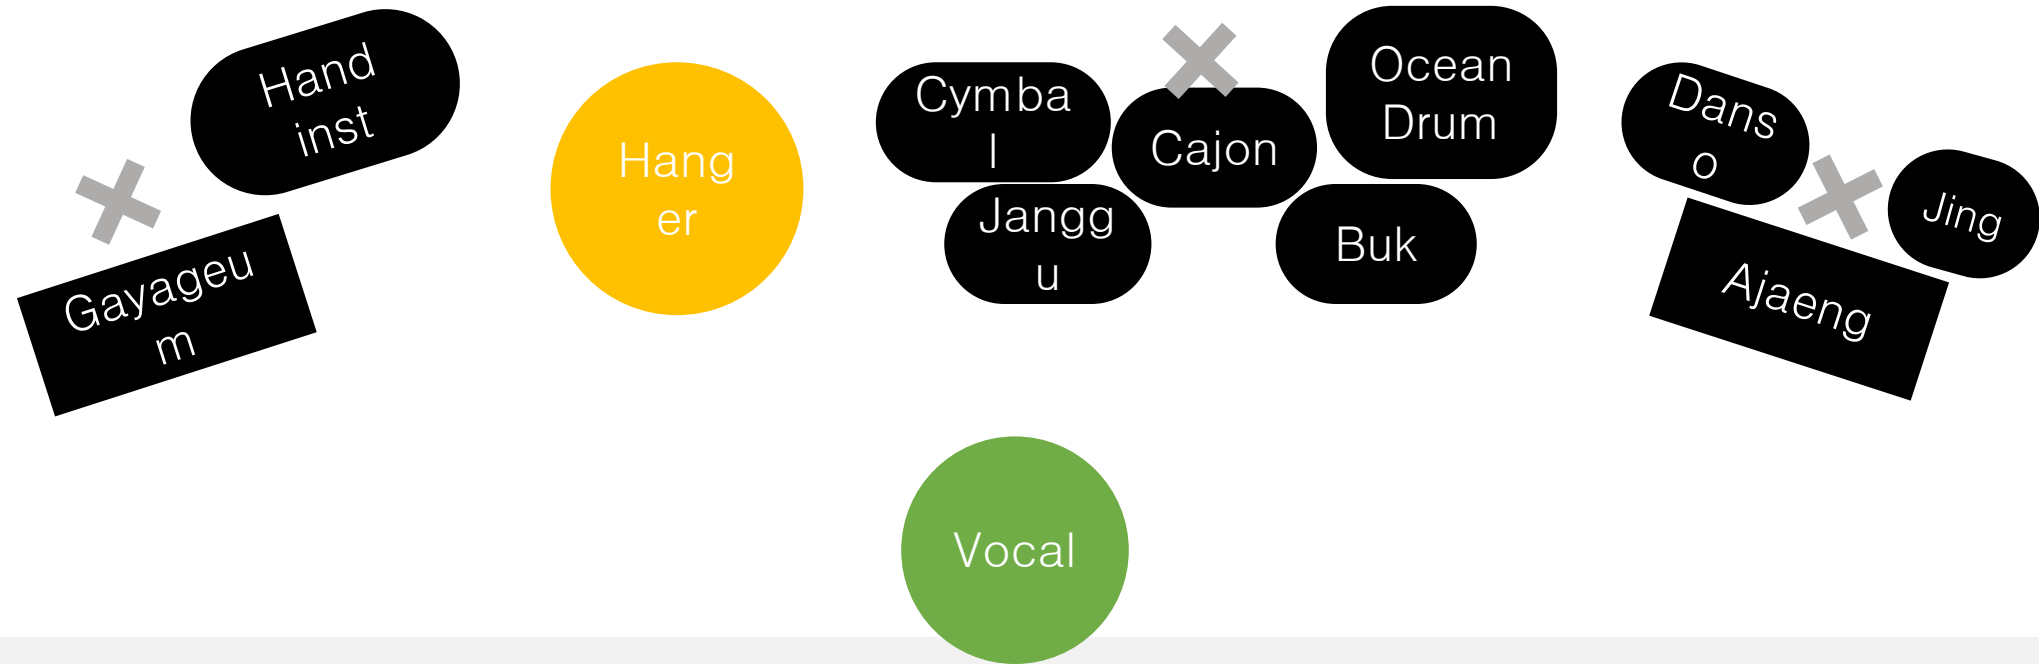 Hand
inst
Gayageu
m
Hang
er
Cymba
l
Cajon
Ocean
Drum
Jangg
u
Buk
Dans
o
Jing
Ajaeng
Vocal